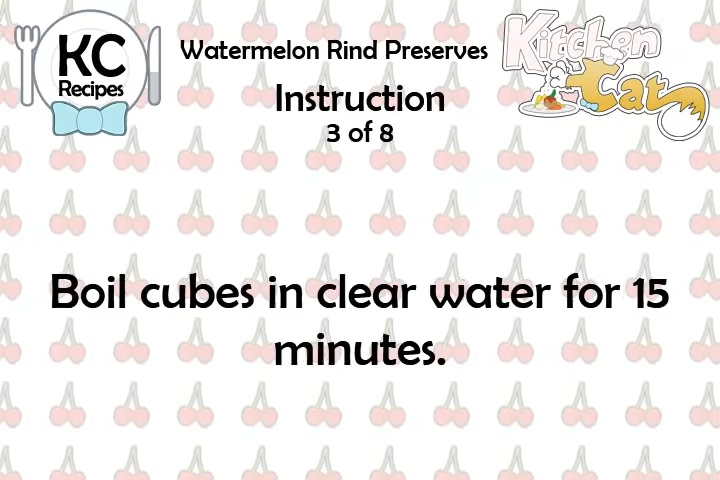 KC
Recipes
Watermelon Rind Preserves
Kitchen
Cat
Instruction
3 of 8
Boil cubes in clear water for 15
minutes.